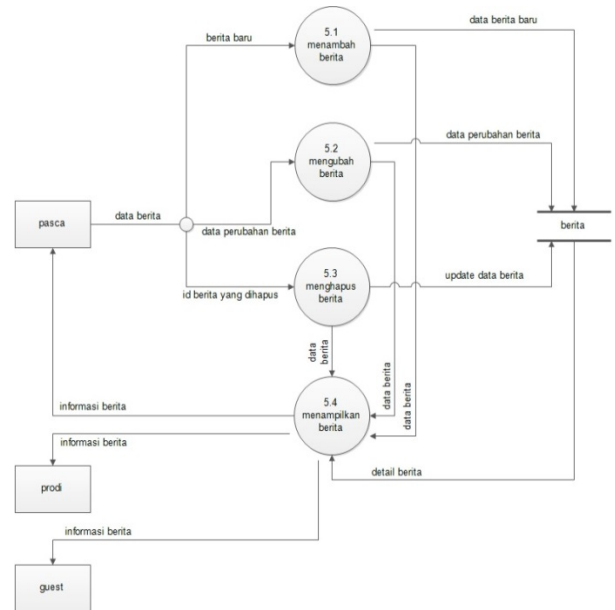 5.1
menambah
berita
data berita baru
berita baru
5.2
mengubah
berita
data perubahan berita
pasca
data berita
data perubahan berita
berita
5.3
menghapus
berita
update data berita
id berita yang dihapus
data
berita
data berita
data berita
5.4
menampilkan
berita
informasi berita
informasi berita
detail berita
prodi
informasi berita
guest